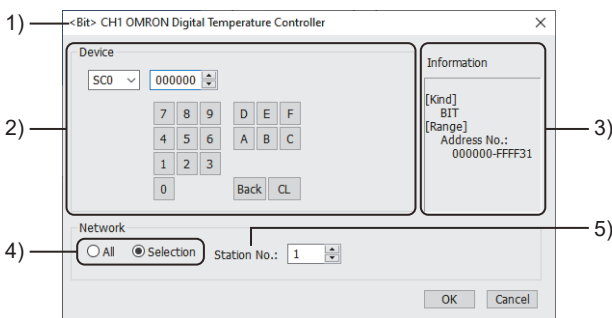 1)
<Bit> CH1 OMRON Digital Temperature Controller
Device
SC0 000000
7 8 9 D E F
4 5 6 A B C
1 2 3
0 Back CL
2)
Information
[Kind]
BIT
[Range]
Address No.:
000000-FFFF31
3)
Network
4)
All Selection Station No.: 1
5)
OK Cancel